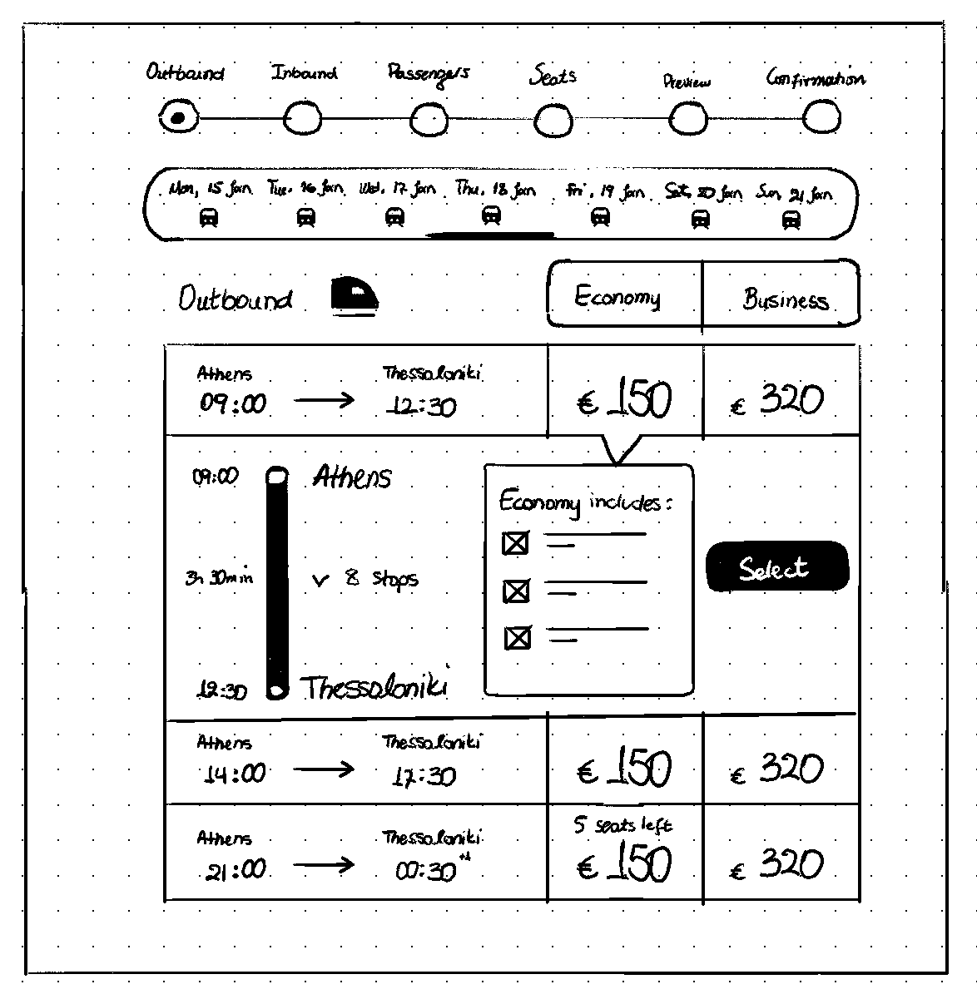 Outbound Inbound Passengers Seats Preview Confirmation
Mon, 15 Jan Tue. 16 Jan Wed. 17 Jan Thu. 18 Jan Fri. 19 Jan Sat. 20 Jan Sun 21 Jan
Outbound Economy Business
Athens Thessaloniki
09:00 → 12:30 € 150 € 320
09:00 Athens
Economy includes:
3h 30min 8 stops
Select
12:30 Thessaloniki
Athens Thessaloniki
14:00 → 17:30 € 150 € 320
5 seats left
Athens Thessaloniki
21:00 → 00:30 +1 € 150 € 320